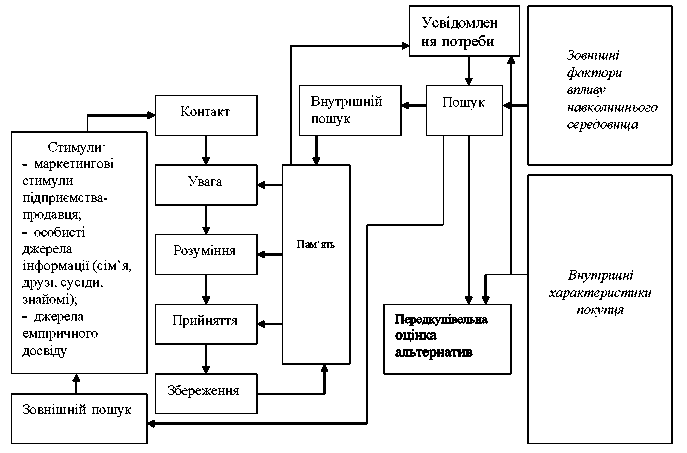 Усвідомлен
ня потреби
Зовнішні
фактори
впливу
навколишнього
середовища
Контакт
Внутрішній
пошук
Пошук
Стимули:
- маркетингові
стимули
підприємства-
продавця;
- особисті
джерела
інформації (сім’я,
друзі, сусіди,
знайомі);
- джерела
емпіричного
досвіду
Увага
Розуміння
Прийняття
Збереження
Пам’ять
Передкупівельна
оцінка
альтернатив
Внутрішні
характеристики
покупця
Зовнішній пошук